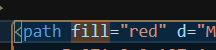 <path fill="red" d="M